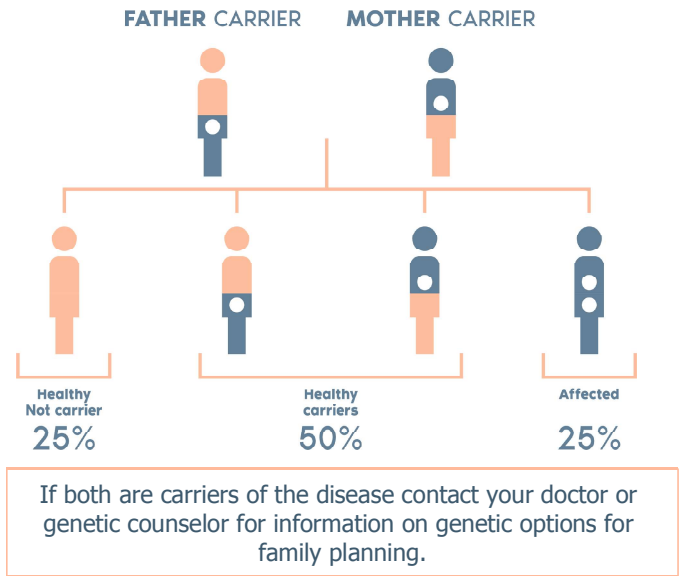 FATHER CARRIER
MOTHER CARRIER
Healthy
Not carrier
25%
Healthy
carriers
50%
Affected
25%
If both are carriers of the disease contact your doctor or
genetic counselor for information on genetic options for
family planning.